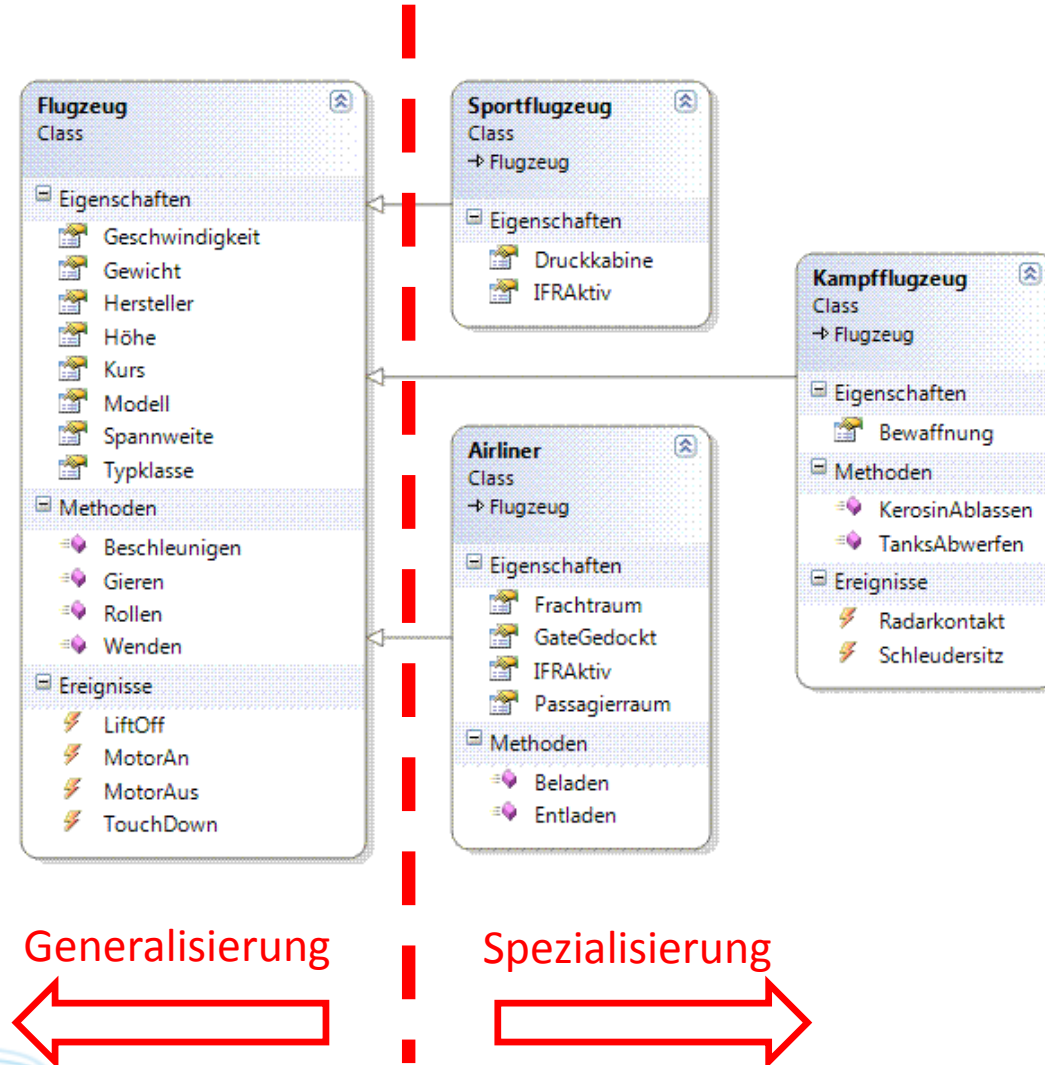 Flugzeug
Class
Eigenschaften
Geschwindigkeit
Gewicht
Hersteller
Höhe
Kurs
Modell
Spannweite
Typklasse
Methoden
Beschleunigen
Gieren
Rollen
Wenden
Ereignisse
LiftOff
MotorAn
MotorAus
TouchDown
Sportflugzeug
Class
Flugzeug
Eigenschaften
Druckkabine
IFRAktiv
Airliner
Class
Flugzeug
Eigenschaften
Frachtraum
GateGedockt
IFRAktiv
Passagierraum
Methoden
Beladen
Entladen
Kampfflugzeug
Class
Flugzeug
Eigenschaften
Bewaffnung
Methoden
KerosinAblassen
TanksAbwerfen
Ereignisse
Radarkontakt
Schleudersitz
Generalisierung
Spezialisierung